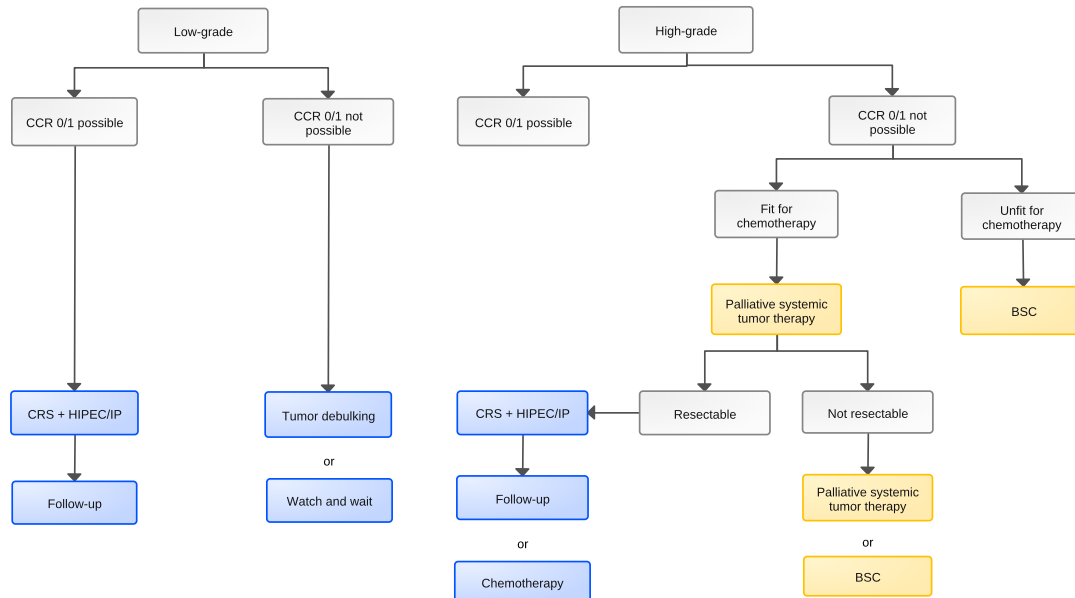 Low-grade
High-grade
CCR 0/1 possible
CCR 0/1 not
possible
CCR 0/1 possible
CCR 0/1 not
possible
Fit for
chemotherapy
Unfit for
chemotherapy
Palliative systemic
tumor therapy
BSC
CRS + HIPEC/IP
Tumor debulking
CRS + HIPEC/IP
Resectable
Not resectable
or
Follow-up
Watch and wait
Follow-up
Palliative systemic
tumor therapy
or
or
Chemotherapy
BSC